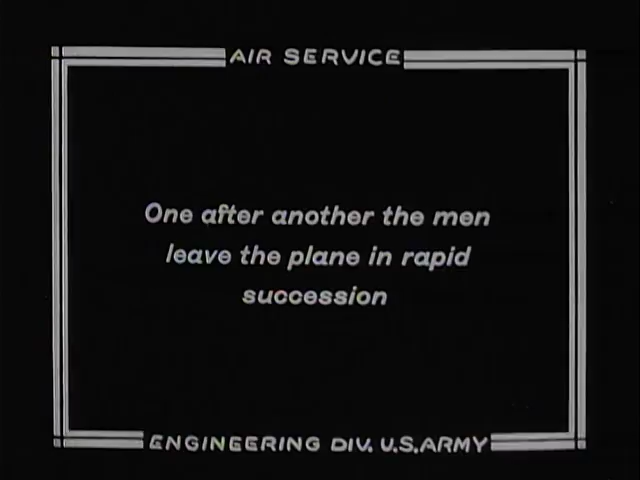 AIR SERVICE
One after another the men
leave the plane in rapid
succession
ENGINEERING DIV. U.S.ARMY